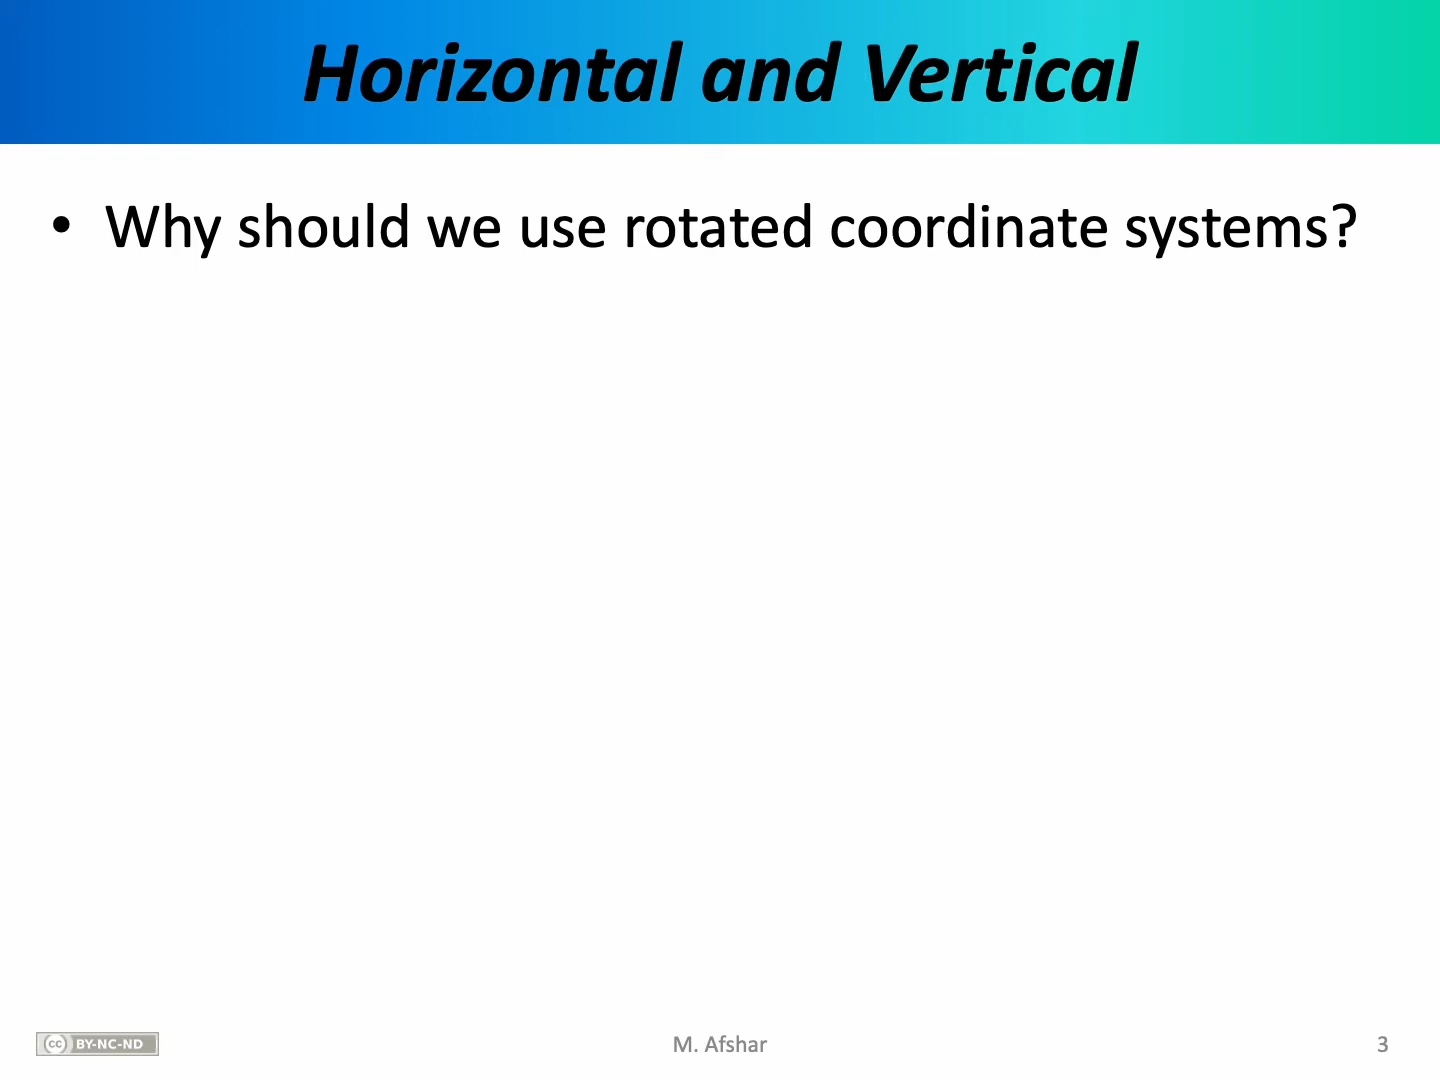 Horizontal and Vertical
• Why should we use rotated coordinate systems?
cc BY-NC-ND
M. Afshar
3